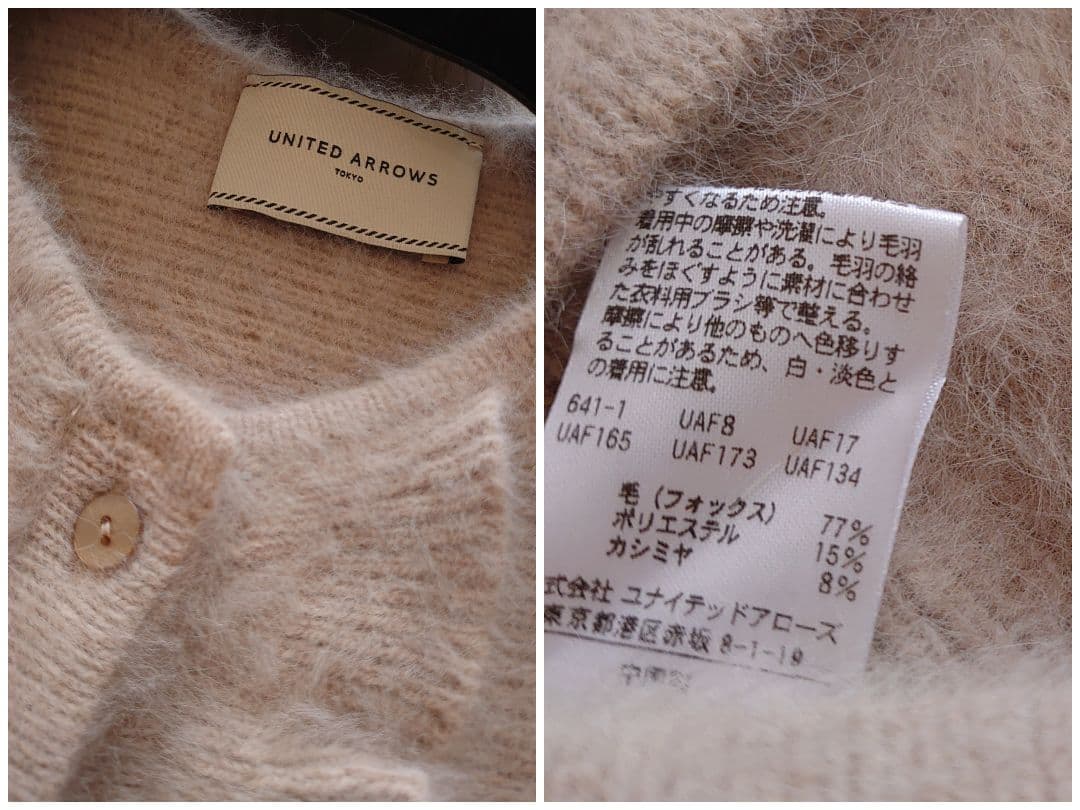 UNITED ARROWS
TOKYO
すくなるため注意。
着用中の摩擦や洗濯により毛羽
が乱れることがある。毛羽の絡
みをほぐすように素材に合わせ
た衣料用ブラシ等で整える。
摩擦により他のものへ色移りす
ることがあるため、白・淡色と
の着用に注意。
641-1 UAF8 UAF17
UAF165 UAF173 UAF134
毛(フォックス) 77%
ポリエステル 15%
カシミヤ 8%
式会社 ユナイテッドアローズ
東京都港区赤坂 8-1-19
中国製